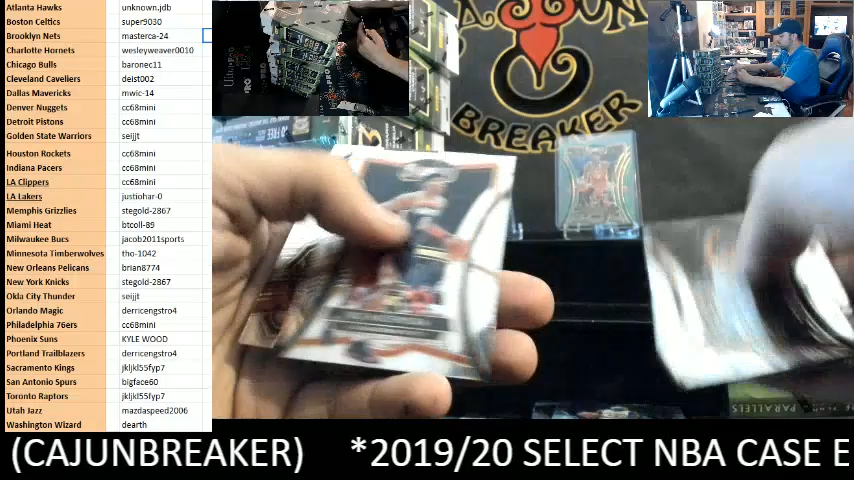 Atlanta Hawks unknown.jdb
Boston Celtics super9030
Brooklyn Nets masterca-24
Charlotte Hornets wesleyweaver0010
Chicago Bulls baronec11
Cleveland Cavaliers deist002
Dallas Mavericks mwic-14
Denver Nuggets cc68mini
Detroit Pistons cc68mini
Golden State Warriors seijjt
Houston Rockets cc68mini
Indiana Pacers cc68mini
LA Clippers cc68mini
LA Lakers justiohar-0
Memphis Grizzlies stegold-2867
Miami Heat btcoll-89
Milwaukee Bucs jacob2011sports
Minnesota Timberwolves tho-1042
New Orleans Pelicans brian8774
New York Knicks stegold-2867
Okla City Thunder seijjt
Orlando Magic derricengstro4
Philadelphia 76ers cc68mini
Phoenix Suns KYLE WOOD
Portland Trailblazers derricengstro4
Sacramento Kings jkljkl55fyp7
San Antonio Spurs bigface60
Toronto Raptors jkljkl55fyp7
Utah Jazz mazdaspeed2006
Washington Wizard dearth
BREAKER
PARALLELS
(CAJUNBREAKER) *2019/20 SELECT NBA CASE E